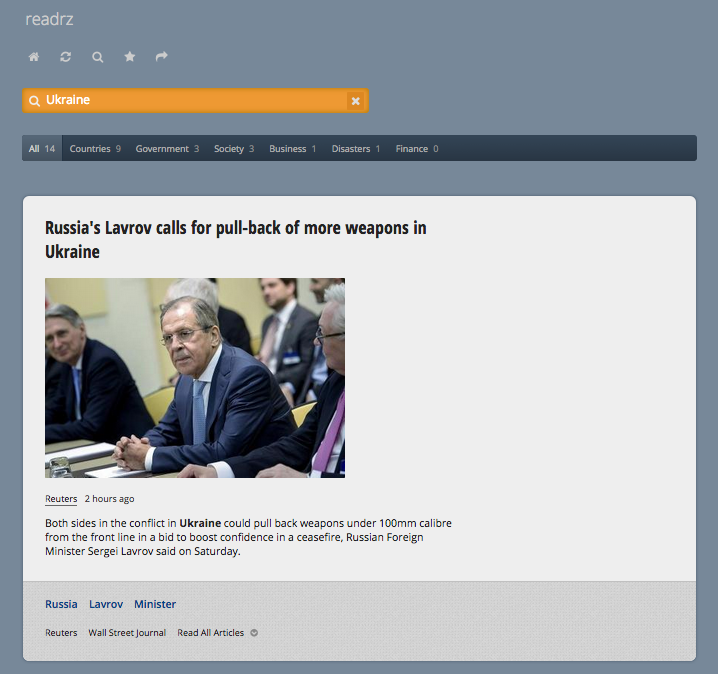 readrz
Ukraine
All 14 Countries 9 Government 3 Society 3 Business 1 Disasters 1 Finance 0
Russia's Lavrov calls for pull-back of more weapons in
Ukraine
Reuters 2 hours ago
Both sides in the conflict in Ukraine could pull back weapons under 100mm calibre
from the front line in a bid to boost confidence in a ceasefire, Russian Foreign
Minister Sergei Lavrov said on Saturday.
Russia Lavrov Minister
Reuters Wall Street Journal Read All Articles